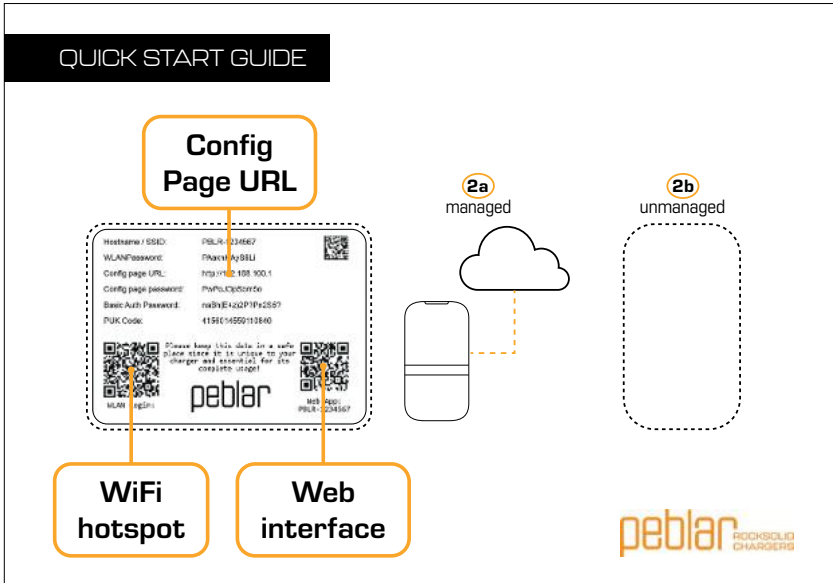 QUICK START GUIDE
Config
Page URL
2a
managed
2b
unmanaged
Hostname / SSID:
WLANPassword:
Config page URL:
Config page password:
Basic Auth Password:
PUK Code:
Please keep this data in a safe
place since it is unique to your
charger and essential for its
complete usage!
peblar
WLAN
Web App:
WiFi
hotspot
Web
interface
peblar ROCKSOLID
CHARGERS